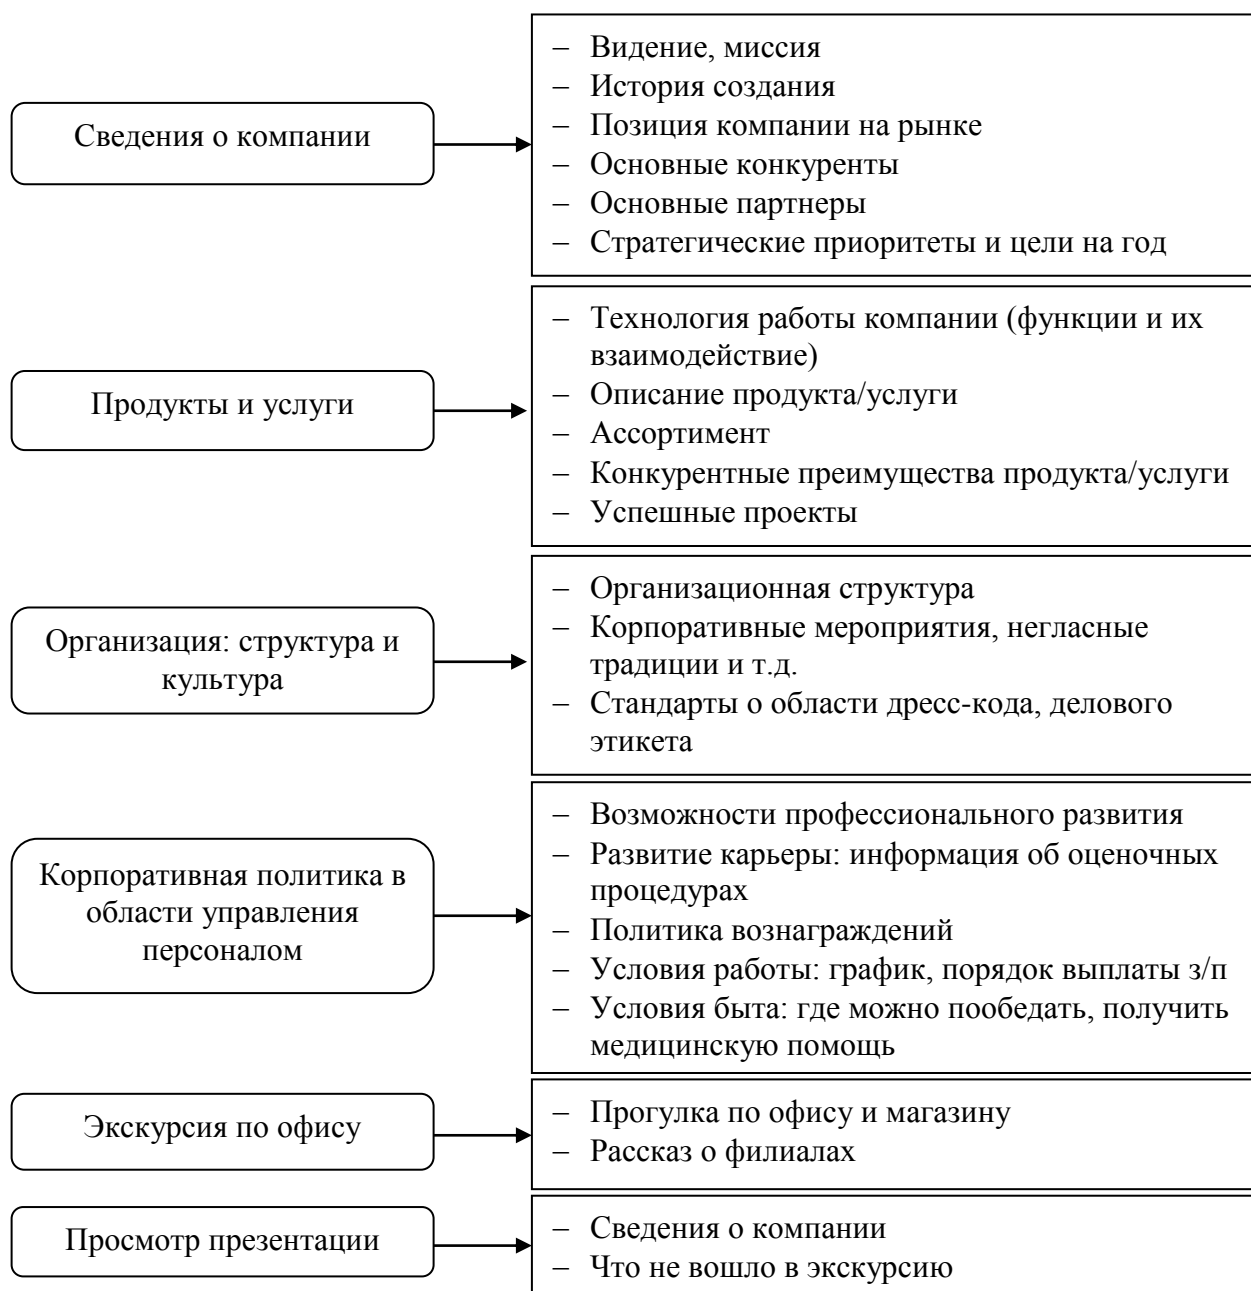 Сведения о компании
– Видение, миссия
– История создания
– Позиция компании на рынке
– Основные конкуренты
– Основные партнеры
– Стратегические приоритеты и цели на год
Продукты и услуги
– Технология работы компании (функции и их
взаимодействие)
– Описание продукта/услуги
– Ассортимент
– Конкурентные преимущества продукта/услуги
– Успешные проекты
Организация: структура и
культура
– Организационная структура
– Корпоративные мероприятия, негласные
традиции и т.д.
– Стандарты о области дресс-кода, делового
этикета
Корпоративная политика в
области управления
персоналом
– Возможности профессионального развития
– Развитие карьеры: информация об оценочных
процедурах
– Политика вознаграждений
– Условия работы: график, порядок выплаты з/п
– Условия быта: где можно пообедать, получить
медицинскую помощь
Экскурсия по офису
– Прогулка по офису и магазину
– Рассказ о филиалах
Просмотр презентации
– Сведения о компании
– Что не вошло в экскурсию